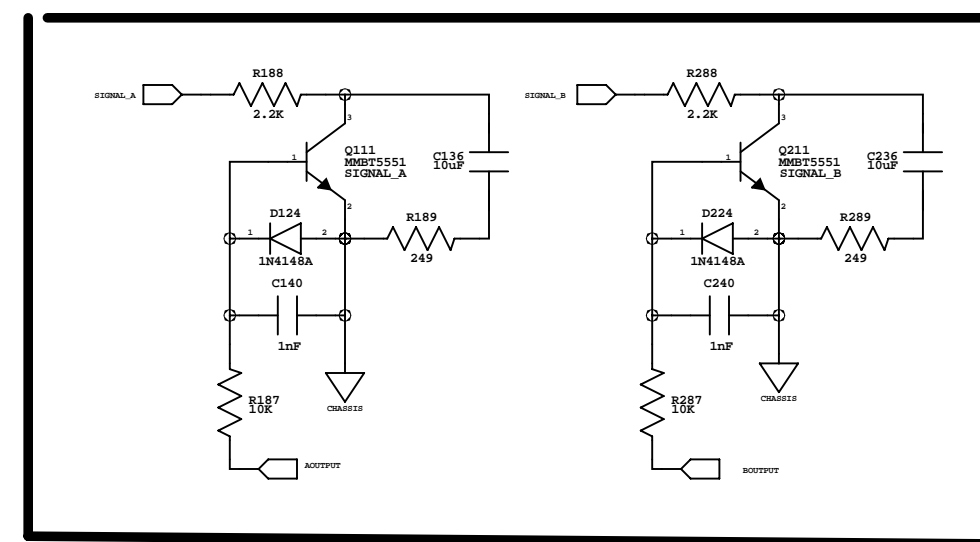 R188
SIGNAL_A
2.2K
3
1
Q111
MMBT5551
SIGNAL_A
C136
10uF
2
D124
R189
1
2
1N4148A
249
C140
1nF
R187
10K
CHASSIS
AOUTPUT
R288
SIGNAL_B
2.2K
3
1
Q211
MMBT5551
SIGNAL_B
C236
10uF
2
D224
R289
1
2
1N4148A
249
C240
1nF
R287
10K
CHASSIS
BOUTPUT